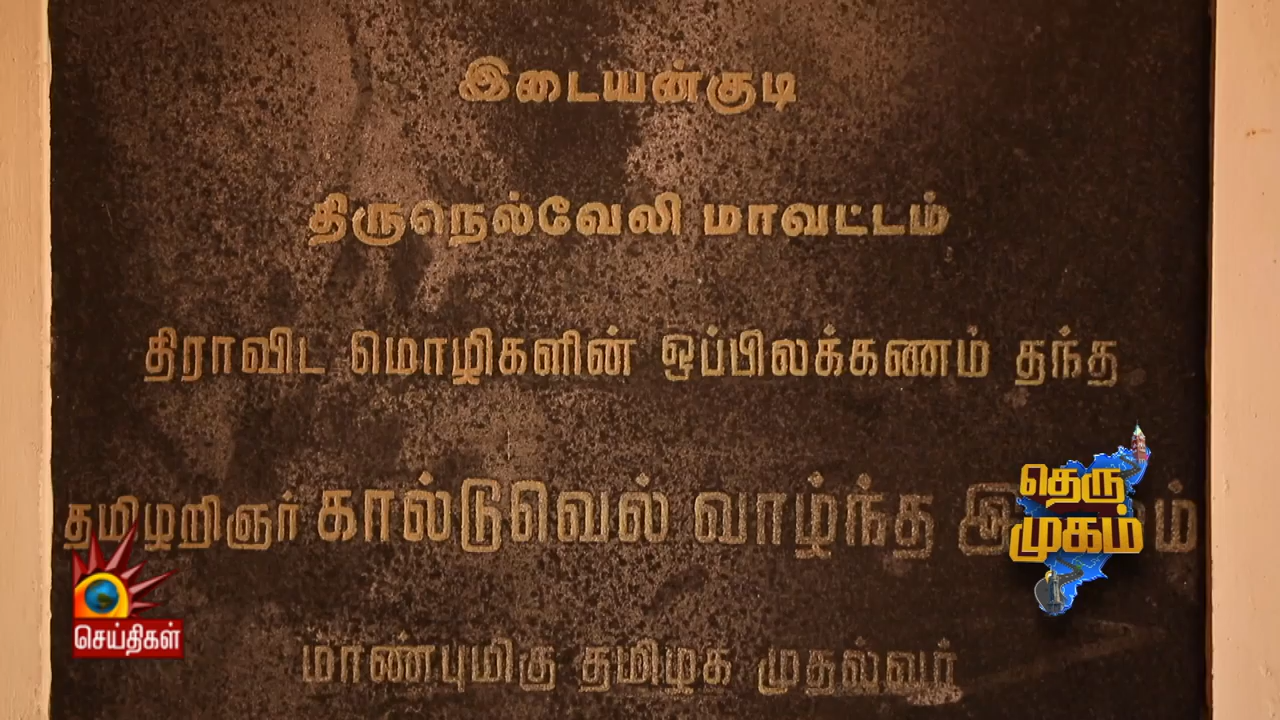 இடையன்குடி
திருநெல்வேலி மாவட்டம்
திராவிட மொழிகளின் ஒப்பிலக்கணம் தந்த
தமிழறிஞர் கால்டுவெல் வாழ்ந்த
மாண்புமிகு தமிழக முதல்வர்
தெரு
முகம்
செய்திகள்